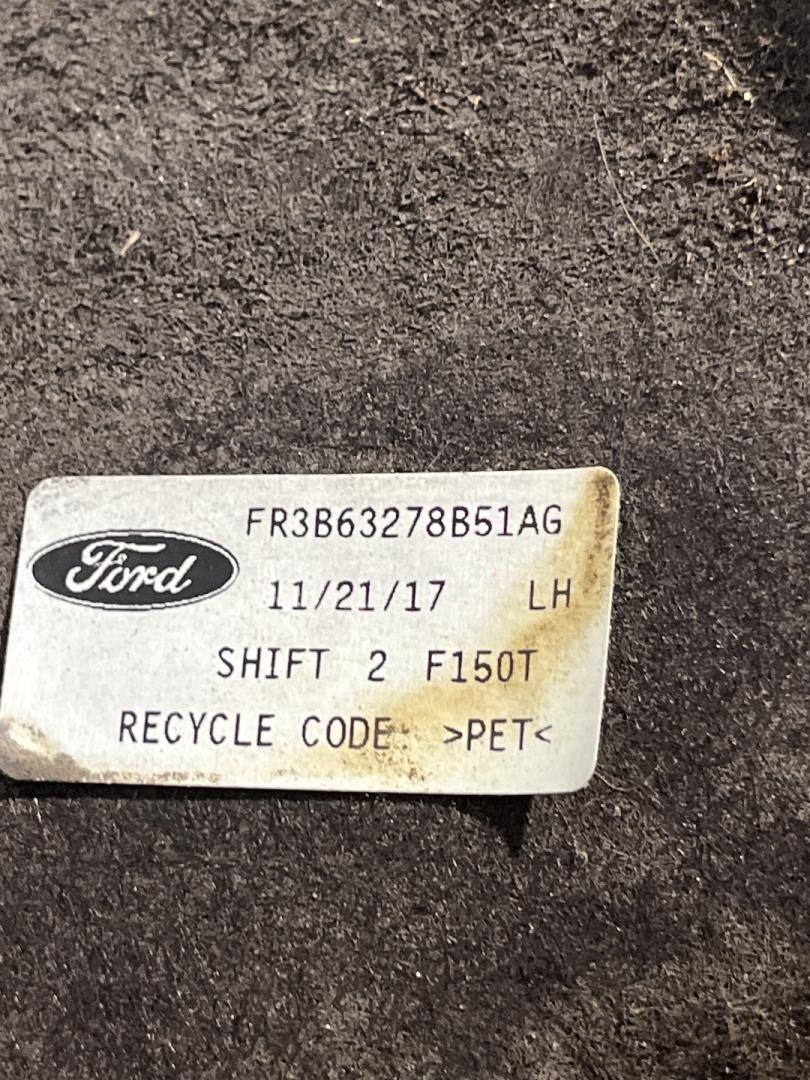 FR3B63278B51AG
Ford
11/21/17 LH
SHIFT 2 F150T
RECYCLE CODE >PET<